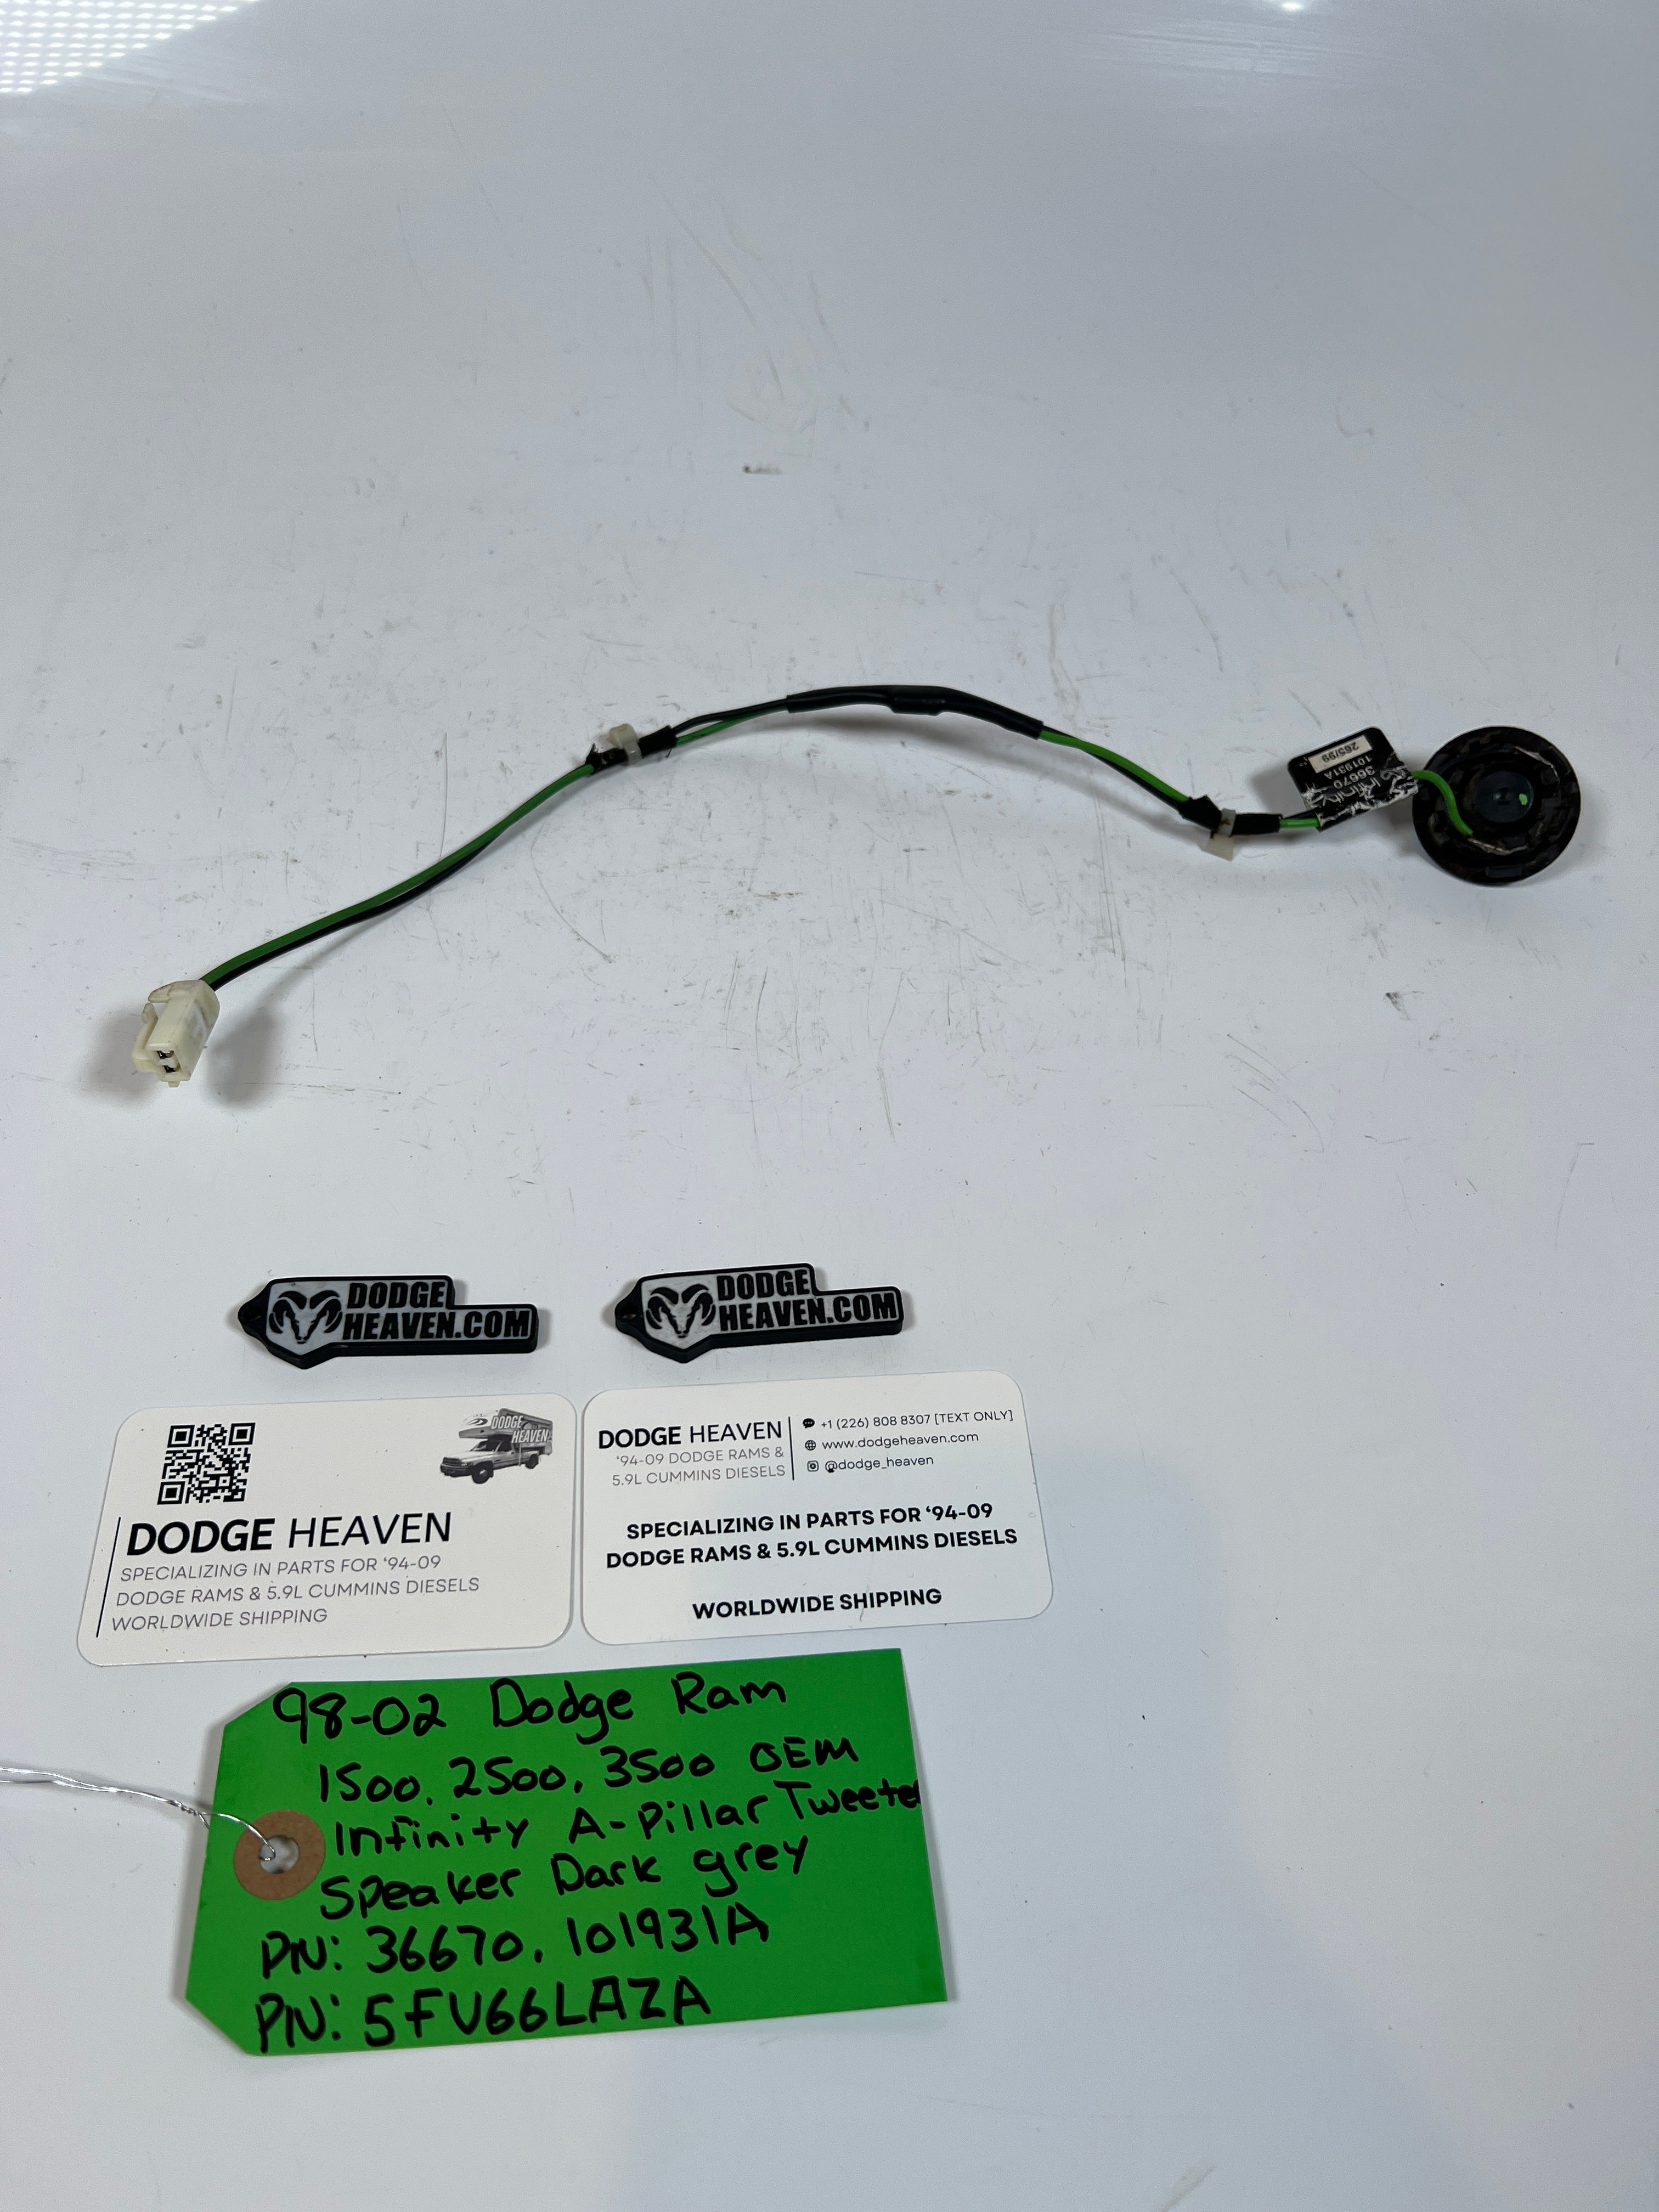 Infinity
36670
101931A
265/99
DODGE
HEAVEN.COM
DODGE
HEAVEN.COM
DODGE
HEAVEN
DODGE HEAVEN
SPECIALIZING IN PARTS FOR ‘94-09
DODGE RAMS & 5.9L CUMMINS DIESELS
WORLDWIDE SHIPPING
DODGE HEAVEN
‘94-09 DODGE RAMS &
5.9L CUMMINS DIESELS
+1 (226) 808 8307 [TEXT ONLY]
www.dodgeheaven.com
@dodge_heaven
SPECIALIZING IN PARTS FOR ‘94-09
DODGE RAMS & 5.9L CUMMINS DIESELS
WORLDWIDE SHIPPING
98-02 Dodge Ram
1500, 2500, 3500 OEM
Infinity A-Pillar Tweeter
Speaker Dark grey
PN: 36670, 101931A
PN: 5FV66LAZA